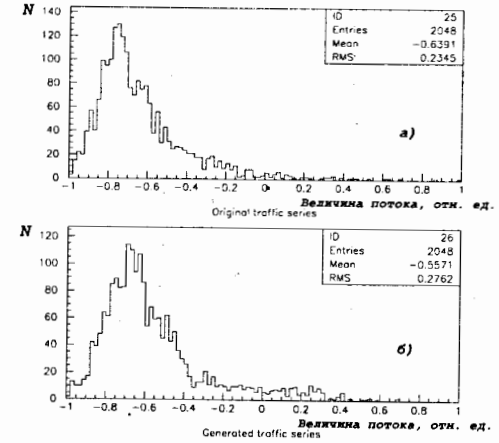 N
140
120
100
80
60
40
20
0
ID 25
Entries 2048
Mean -0.6391
RMS 0.2345
а)
-1 -0.8 -0.6 -0.4 -0.2 0 0.2 0.4 0.6 0.8 1
Величина потока, отн. ед.
Original traffic series
N
120
100
80
60
40
20
0
ID 26
Entries 2048
Mean -0.5571
RMS 0.2762
б)
-1 -0.8 -0.6 -0.4 -0.2 0 0.2 0.4 0.6 0.8 1
Величина потока, отн. ед.
Generated traffic series